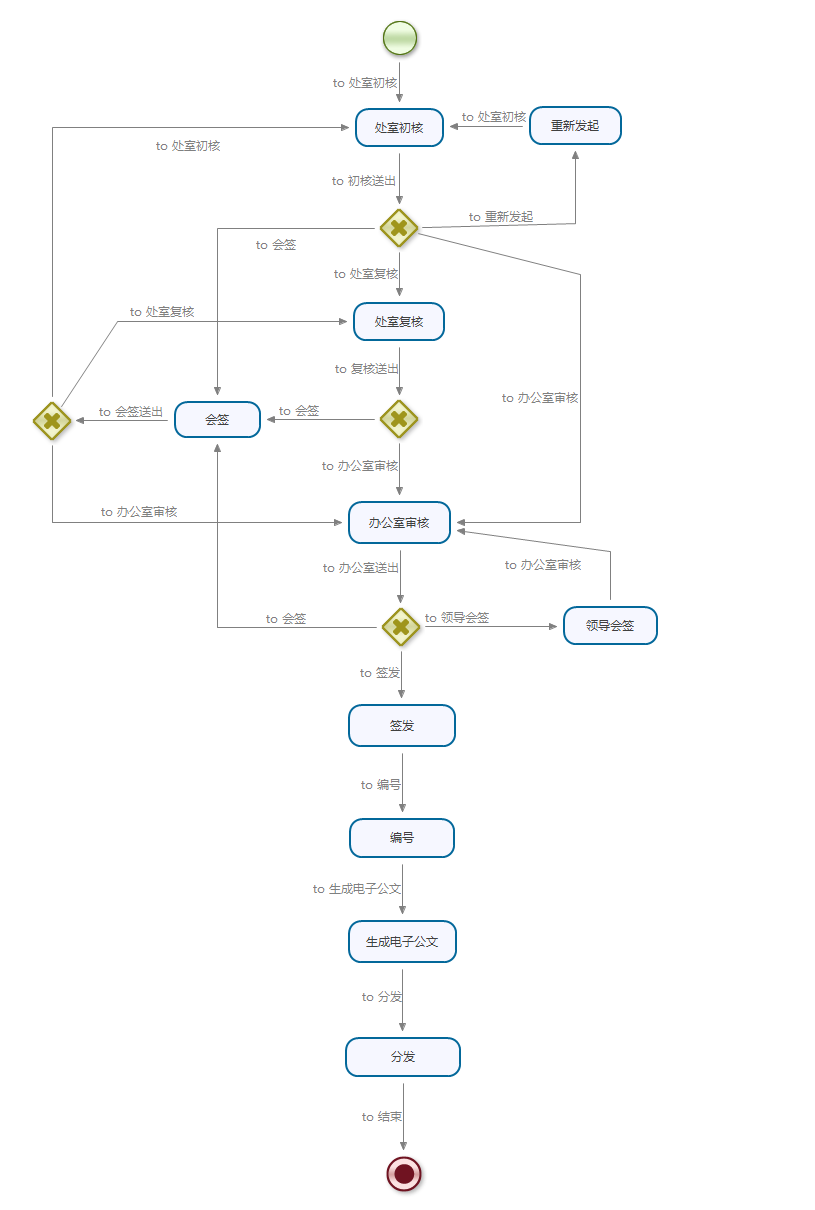 to 处室初核
处室初核
to 处室初核
重新发起
to 处室初核
to 初核送出
to 重新发起
to 会签
to 处室复核
to 处室复核
处室复核
to 复核送出
to 办公室审核
to 会签送出
会签
to 会签
to 办公室审核
to 办公室审核
办公室审核
to 办公室送出
to 办公室审核
to 会签
to 领导会签
领导会签
to 签发
签发
to 编号
编号
to 生成电子公文
生成电子公文
to 分发
分发
to 结束